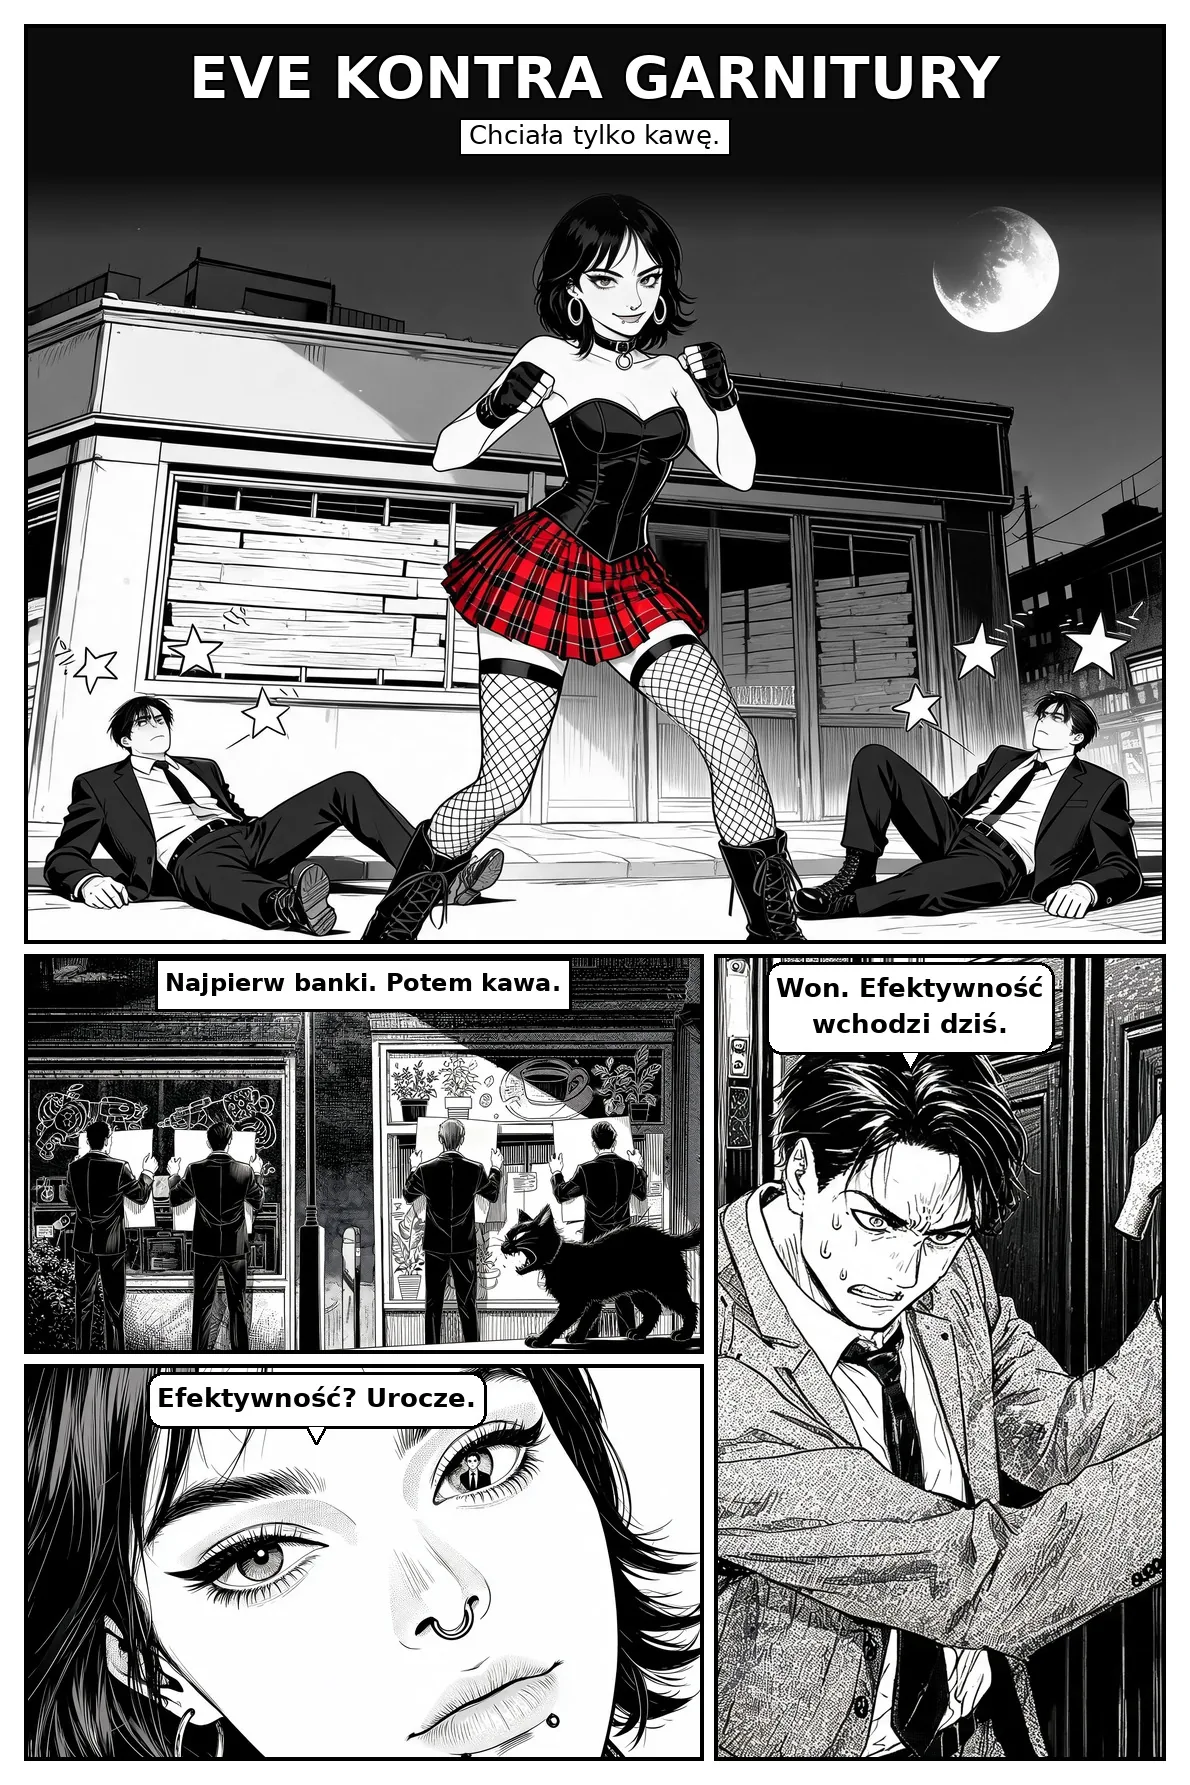 EVE KONTRA GARNITURY
Chciała tylko kawę.
Najpierw banki. Potem kawa.
Won. Efektywność
wchodzi dziś.
Efektywność? Urocze.